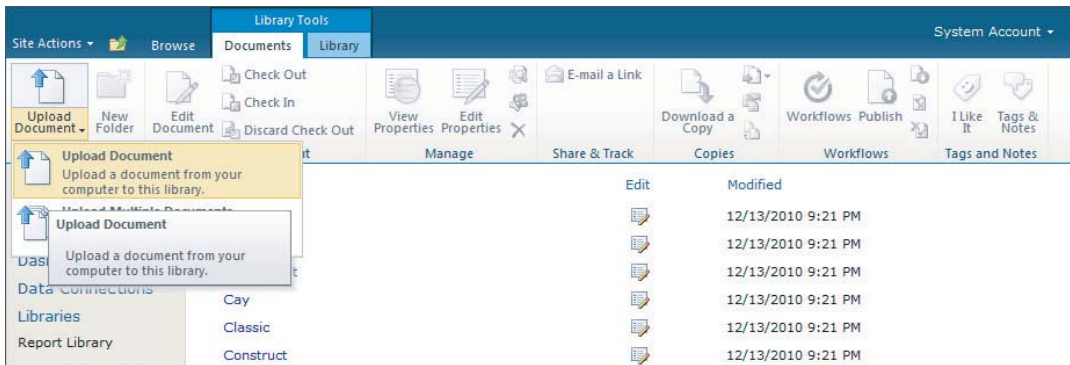 Library Tools
Site Actions Browse Documents Library System Account
Check Out
E-mail a Link
Check In
Upload Document New Folder Edit Document
Discard Check Out
View Properties Edit Properties
Download a Copy
Workflows Publish
I Like It Tags & Notes
Manage Share & Track Copies Workflows Tags and Notes
Upload Document
Upload a document from your
computer to this library.
Edit Modified
Upload Document
Upload a document from your
computer to this library.
12/13/2010 9:21 PM
12/13/2010 9:21 PM
12/13/2010 9:21 PM
Data Connections
Cay 12/13/2010 9:21 PM
Libraries
Classic 12/13/2010 9:21 PM
Report Library
Construct 12/13/2010 9:21 PM